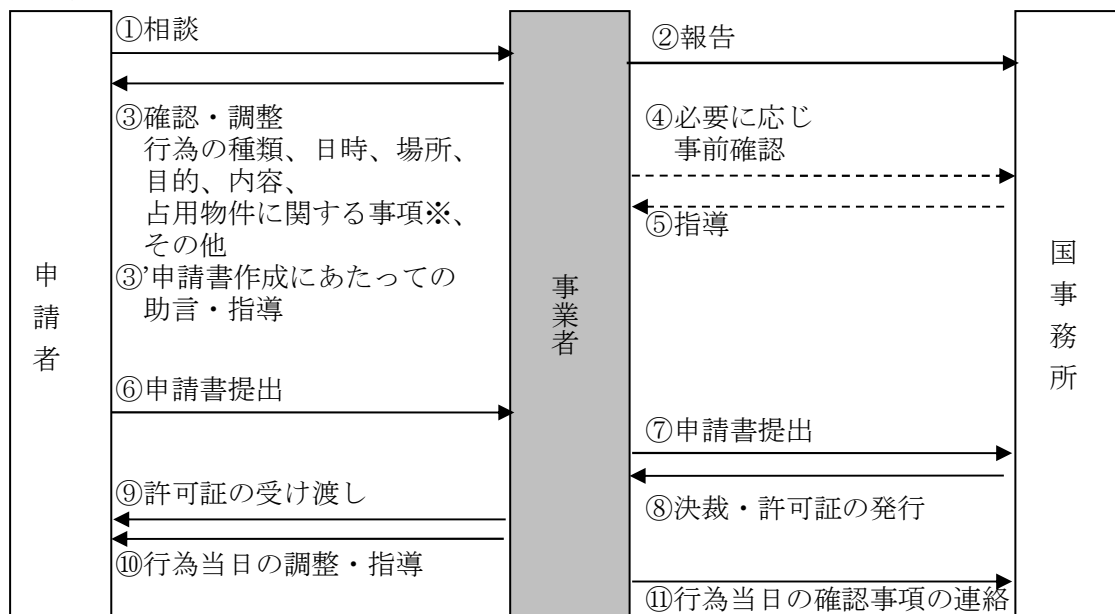 ①相談
②報告
③確認・調整
行為の種類、日時、場所、
目的、内容、
占用物件に関する事項※、
その他
③’申請書作成にあたっての
助言・指導
④必要に応じ
事前確認
⑤指導
申請者
事業者
国事務所
⑥申請書提出
⑦申請書提出
⑧決裁・許可証の発行
⑨許可証の受け渡し
⑩行為当日の調整・指導
⑪行為当日の確認事項の連絡